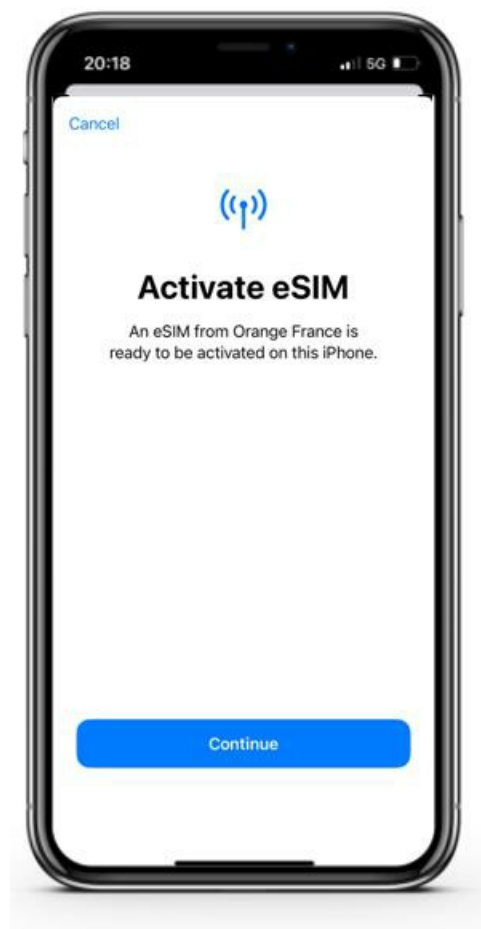 20:18
5G
Cancel
Activate eSIM
An eSIM from Orange France is
ready to be activated on this iPhone.
Continue